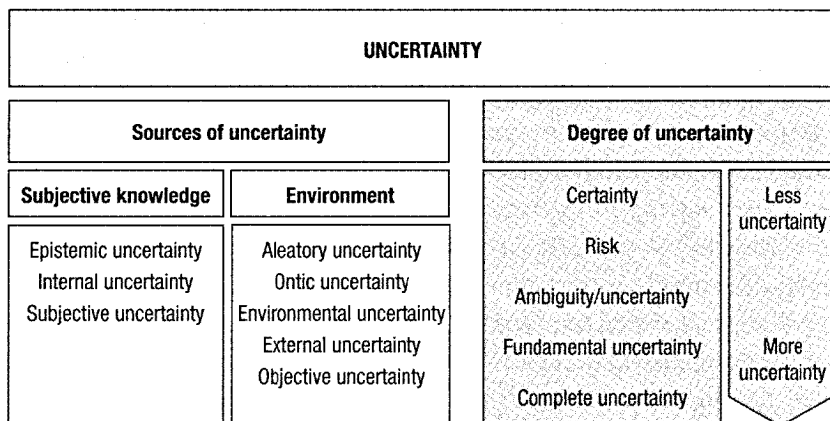 UNCERTAINTY
Sources of uncertainty
Subjective knowledge
Epistemic uncertainty
Internal uncertainty
Subjective uncertainty
Environment
Aleatory uncertainty
Ontic uncertainty
Environmental uncertainty
External uncertainty
Objective uncertainty
Degree of uncertainty
Certainty
Risk
Ambiguity/uncertainty
Fundamental uncertainty
Complete uncertainty
Less
uncertainty
More
uncertainty